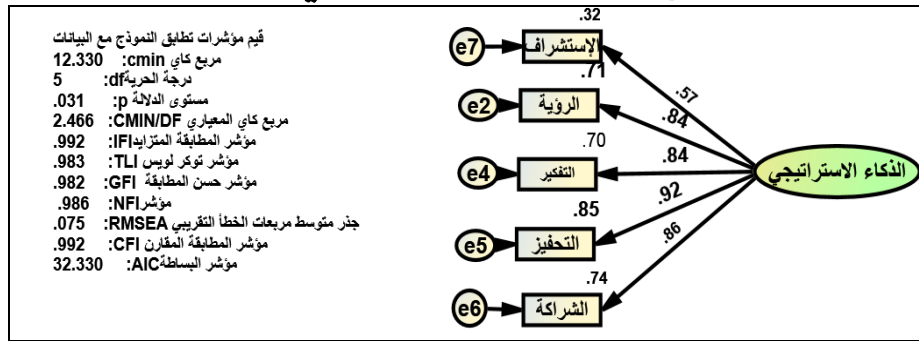 قيم مؤشرات تطابق النموذج مع البيانات
مربع كاي cmin: 12.330
درجة الحريةdf: 5
مستوى الدلالة p: .031
مربع كاي المعياري CMIN/DF: 2.466
مؤشر المطابقة المتزايدIFI: .992
مؤشر توكر لويس TLI: .983
مؤشر حسن المطابقة GFI: .982
مؤشرNFI: .986
جذر متوسط مربعات الخطأ التقريبي RMSEA: .075
مؤشر المطابقة المقارن CFI: .992
مؤشر البساطةAIC: 32.330
.32
e7
الإستشراف
.57
.71
e2
الرؤية
.84
.70
e4
التفكير
.84
الذكاء الاستراتيجي
.85
e5
التحفيز
.92
.74
e6
الشراكة
.86